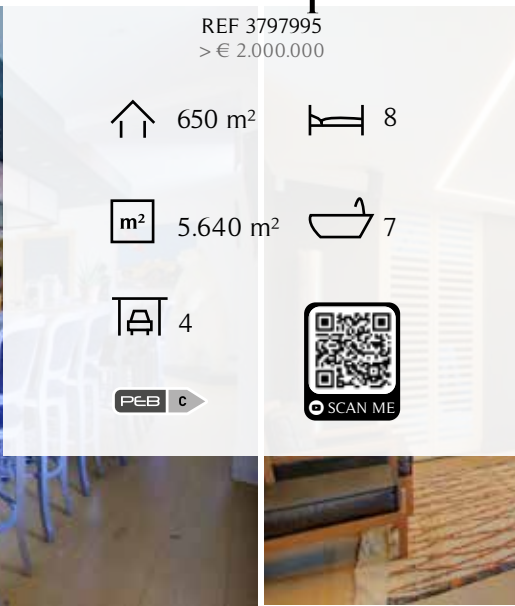 REF 3797995
> € 2.000.000
650 m²
8
m²
5.640 m²
7
4
PEB C
SCAN ME